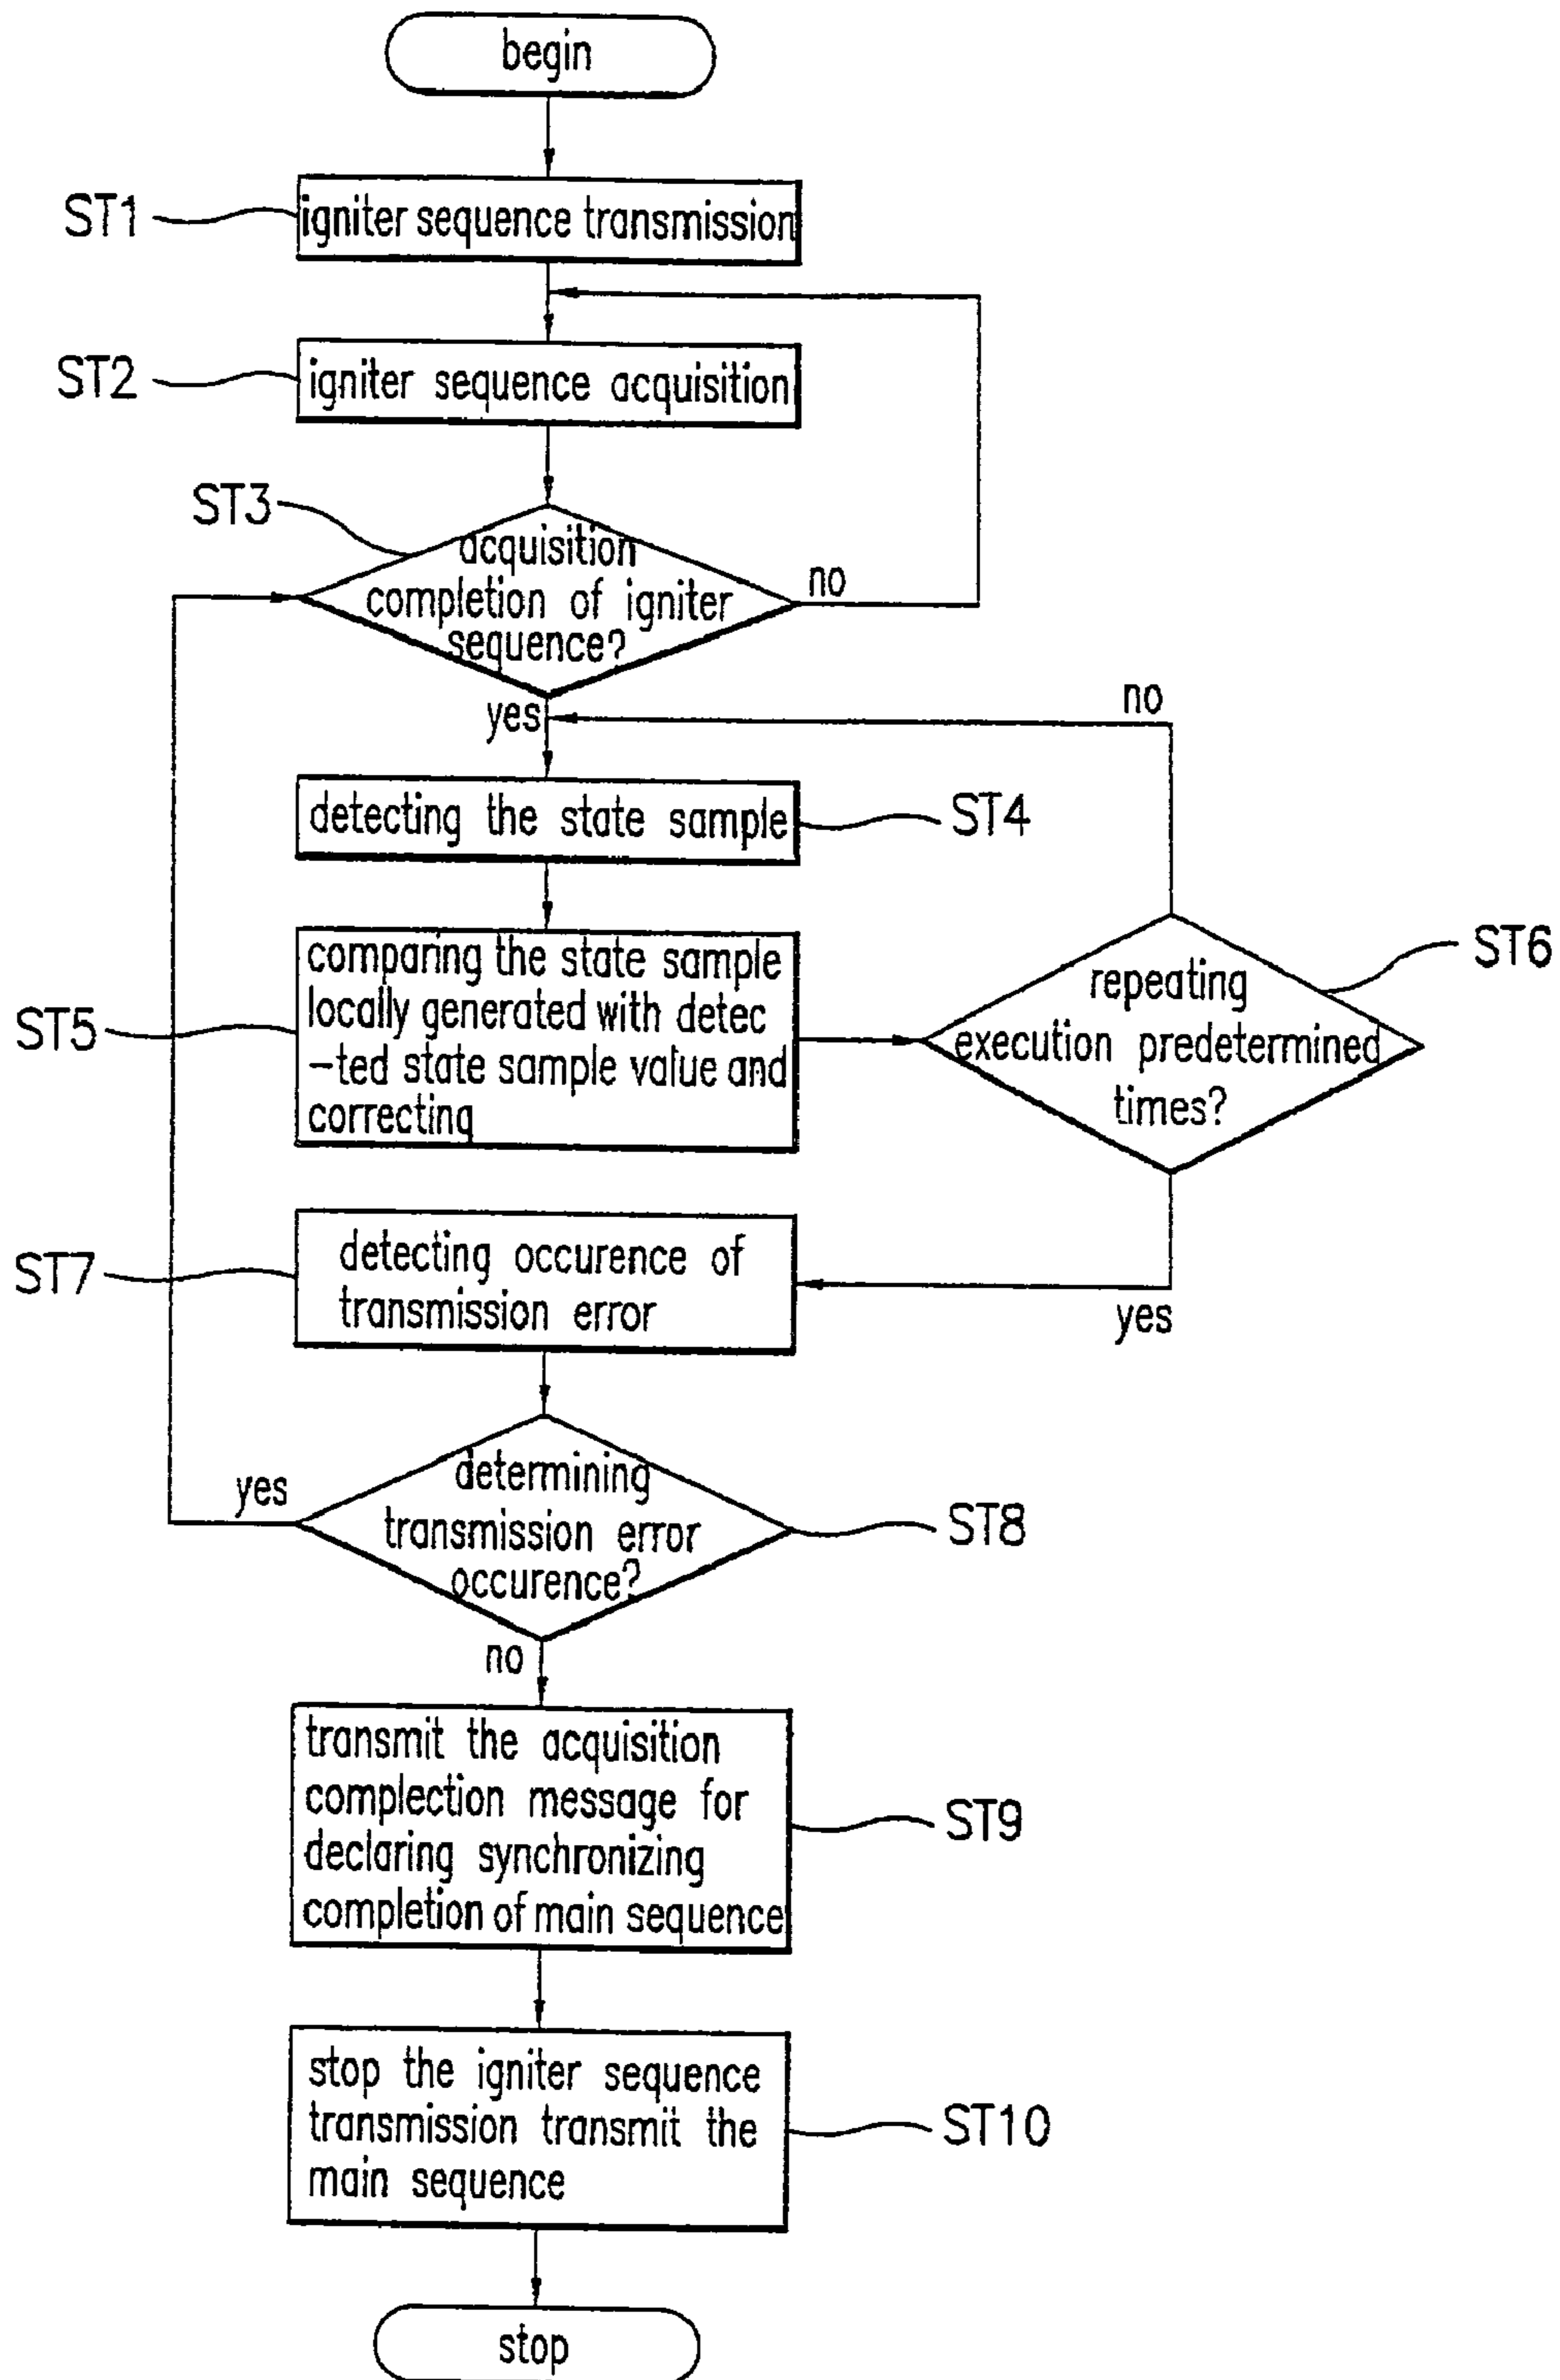 begin
ST1
igniter sequence transmission
ST2
igniter sequence acquisition
ST3
acquisition
completion of igniter
sequence?
no
yes
no
detecting the state sample
ST4
ST5
comparing the state sample
locally generated with detec
-ted state sample value and
correcting
ST6
repeating
execution predetermined
times?
yes
ST7
detecting occurence of
transmission error
yes
determining
transmission error
occurence?
ST8
no
transmit the acquisition
complection message for
declaring synchronizing
completion of main sequence
ST9
stop the igniter sequence
transmission transmit the
main sequence
ST10
stop